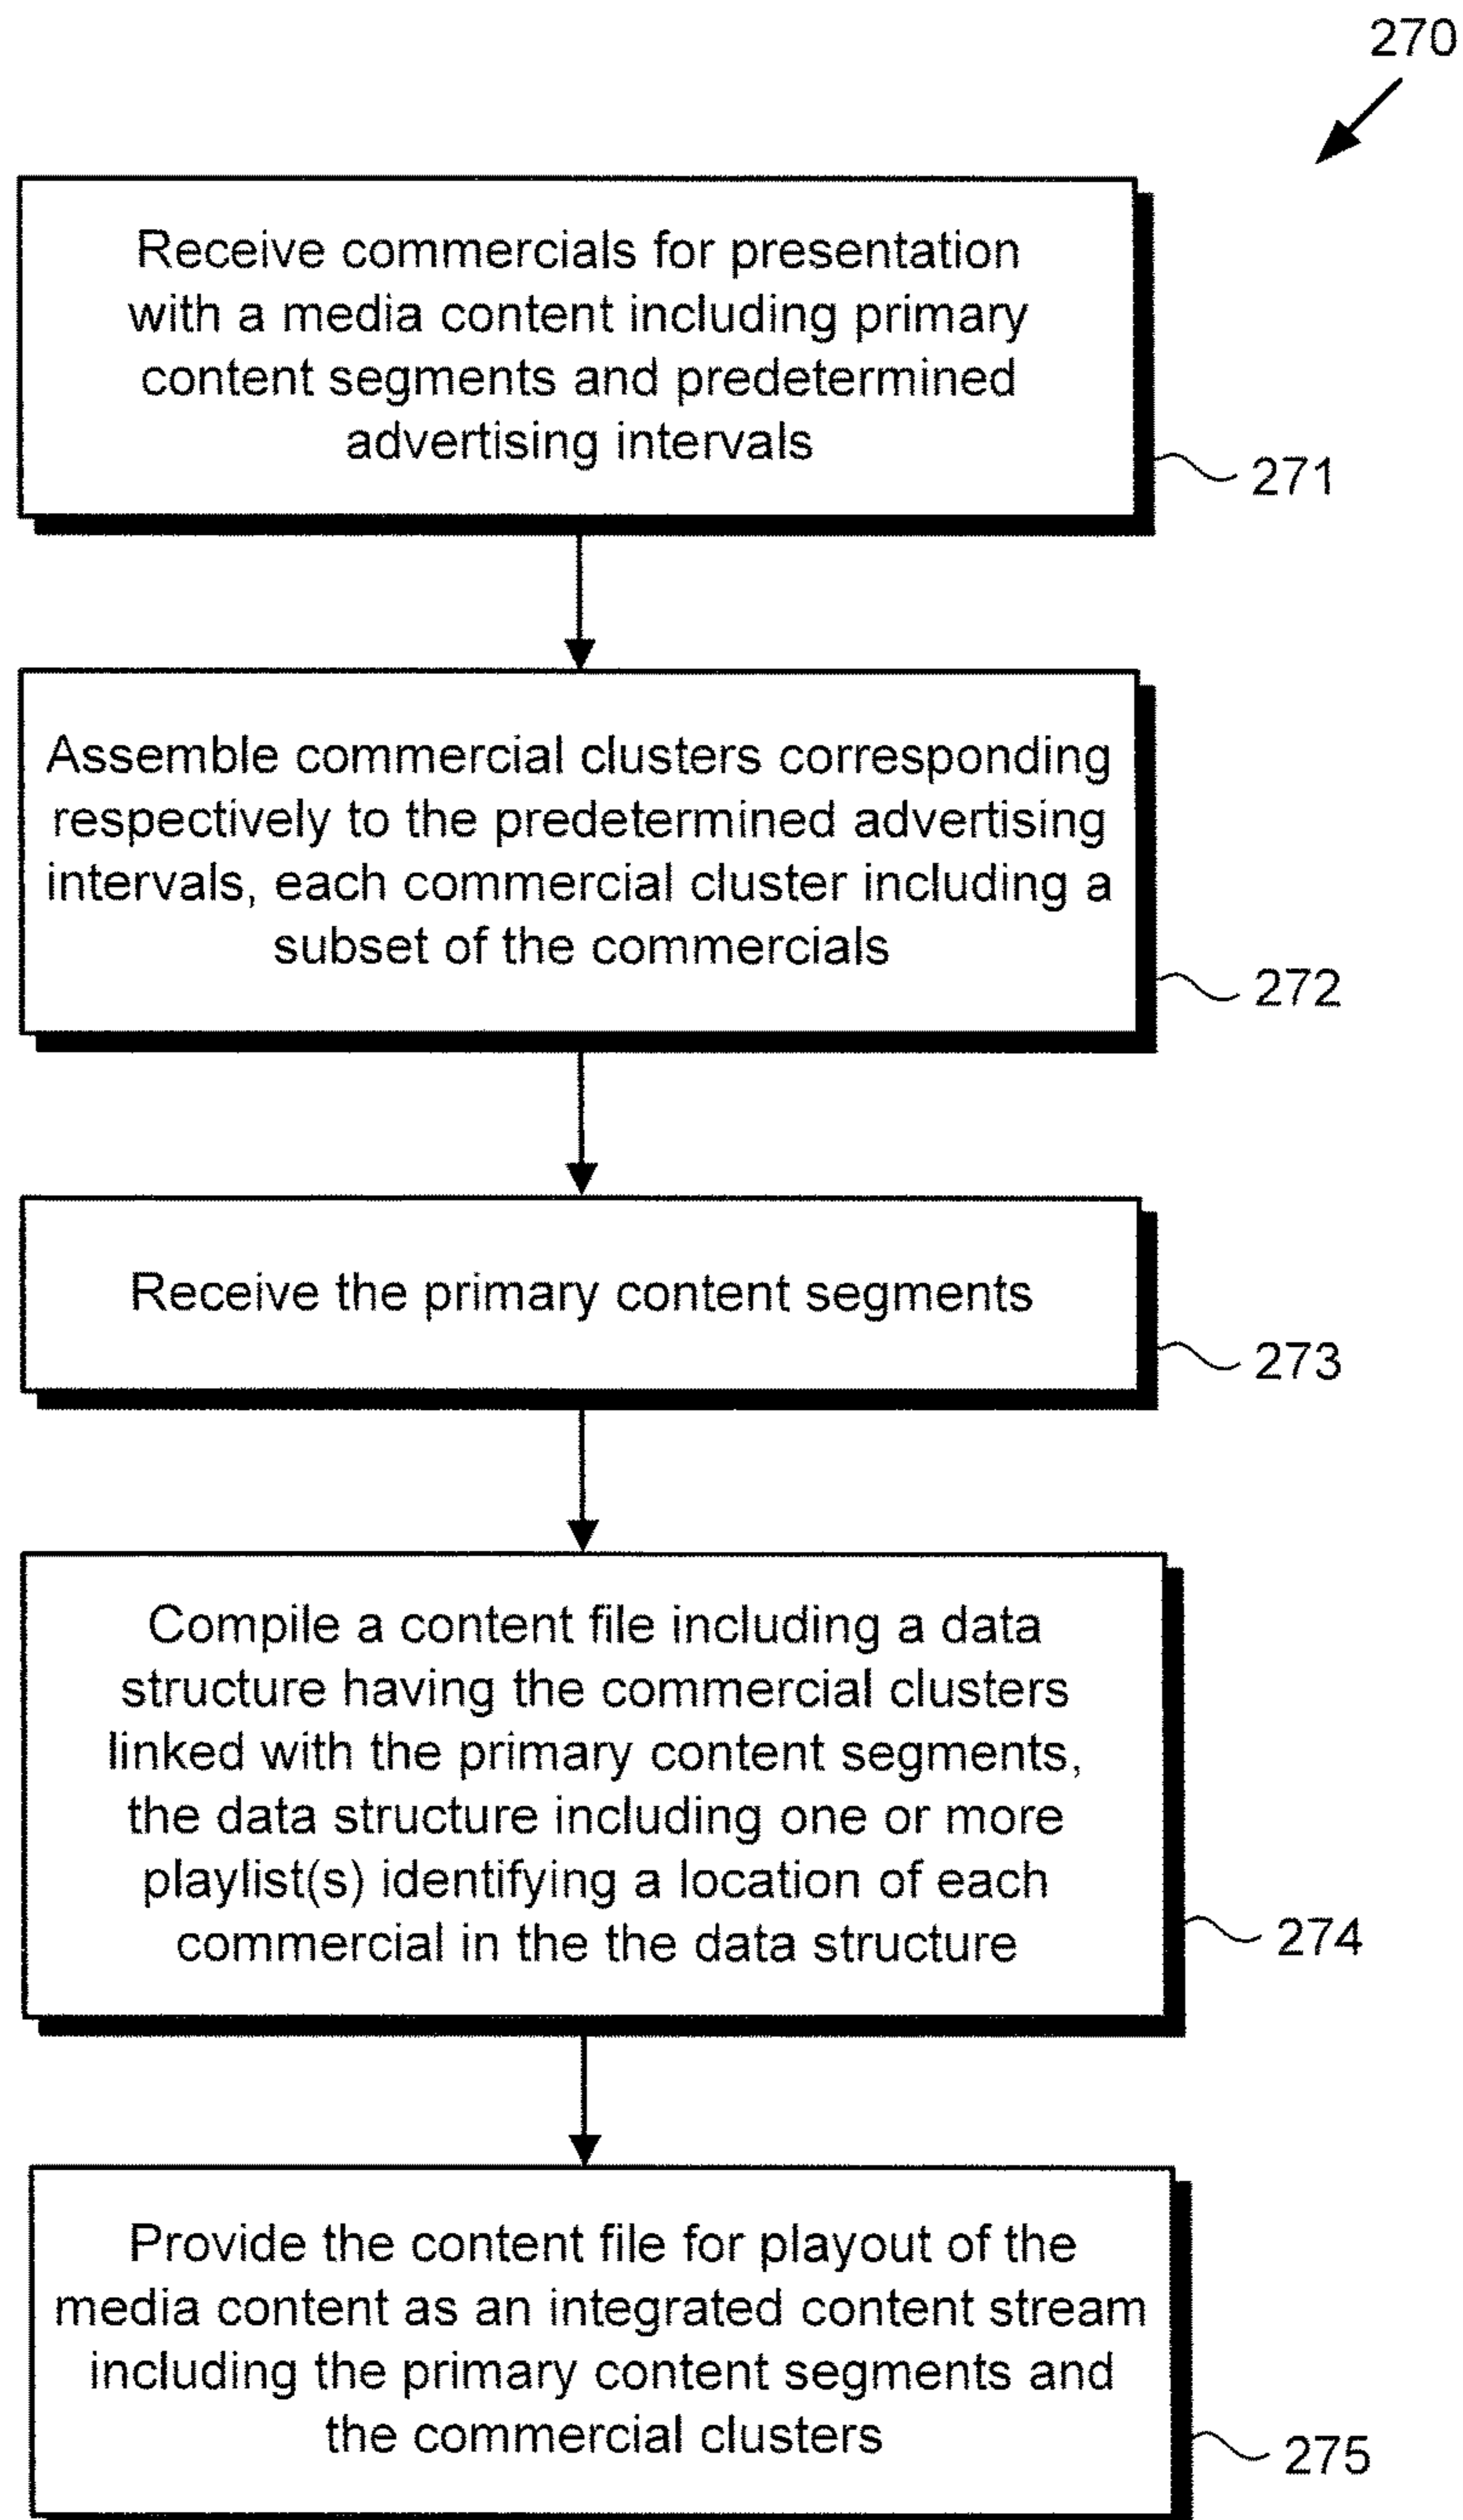 270
Receive commercials for presentation
with a media content including primary
content segments and predetermined
advertising intervals
271
Assemble commercial clusters corresponding
respectively to the predetermined advertising
intervals, each commercial cluster including a
subset of the commercials
272
Receive the primary content segments
273
Compile a content file including a data
structure having the commercial clusters
linked with the primary content segments,
the data structure including one or more
playlist(s) identifying a location of each
commercial in the the data structure
274
Provide the content file for playout of the
media content as an integrated content stream
including the primary content segments and
the commercial clusters
275